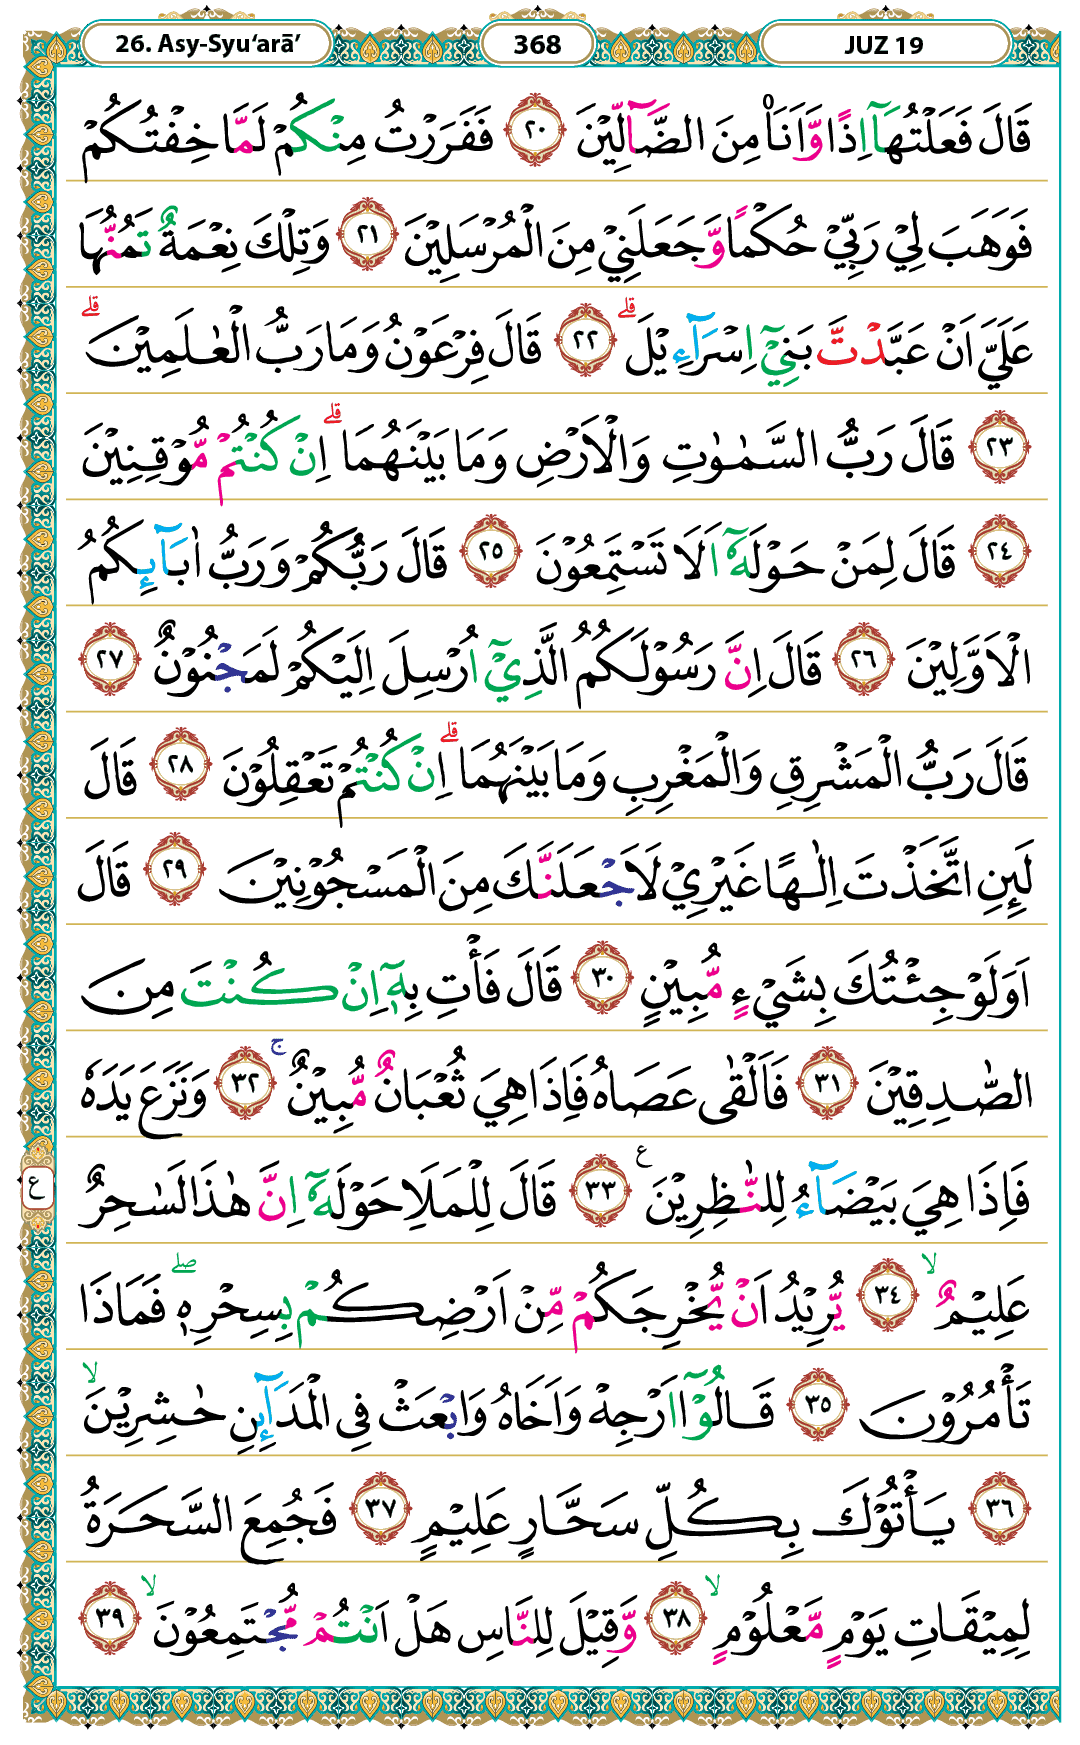 26. Asy-Syu‘arā’ 368 JUZ 19
قَالَ فَعَلْتُهَآ اِذًا وَّاَنَا۠ مِنَ الضَّاۤلِّيْنَ ٢٠ فَفَرَرْتُ مِنْكُمْ لَمَّا خِفْتُكُمْ
فَوَهَبَ لِيْ رَبِّيْ حُكْمًا وَّجَعَلَنِيْ مِنَ الْمُرْسَلِيْنَ ٢١ وَتِلْكَ نِعْمَةٌ تَمُنُّهَا
عَلَيَّ اَنْ عَبَّدْتَّ بَنِيْٓ اِسْرَاۤءِيْلَ ۗ ٢٢ قَالَ فِرْعَوْنُ وَمَا رَبُّ الْعٰلَمِيْنَ ۗ
٢٣ قَالَ رَبُّ السَّمٰوٰتِ وَالْاَرْضِ وَمَا بَيْنَهُمَا ۗاِنْ كُنْتُمْ مُّوْقِنِيْنَ
٢٤ قَالَ لِمَنْ حَوْلَهٗٓ اَلَا تَسْتَمِعُوْنَ ٢٥ قَالَ رَبُّكُمْ وَرَبُّ اٰبَاۤىِٕكُمُ
الْاَوَّلِيْنَ ٢٦ قَالَ اِنَّ رَسُوْلَكُمُ الَّذِيْٓ اُرْسِلَ اِلَيْكُمْ لَمَجْنُوْنٌ ٢٧
قَالَ رَبُّ الْمَشْرِقِ وَالْمَغْرِبِ وَمَا بَيْنَهُمَا ۗاِنْ كُنْتُمْ تَعْقِلُوْنَ ٢٨ قَالَ
لَىِٕنِ اتَّخَذْتَ اِلٰهًا غَيْرِيْ لَاَجْعَلَنَّكَ مِنَ الْمَسْجُوْنِيْنَ ٢٩ قَالَ
اَوَلَوْ جِئْتُكَ بِشَيْءٍ مُّبِيْنٍ ٣٠ قَالَ فَأْتِ بِهٖٓ اِنْ كُنْتَ مِنَ
الصّٰدِقِيْنَ ٣١ فَاَلْقٰى عَصَاهُ فَاِذَا هِيَ ثُعْبَانٌ مُّبِيْنٌ ۚ ٣٢ وَنَزَعَ يَدَهٗ
فَاِذَا هِيَ بَيْضَاۤءُ لِلنّٰظِرِيْنَ ࣖ ٣٣ قَالَ لِلْمَلَاِ حَوْلَهٗٓ اِنَّ هٰذَا لَسٰحِرٌ
عَلِيْمٌ ۙ ٣٤ يُّرِيْدُ اَنْ يُّخْرِجَكُمْ مِّنْ اَرْضِكُمْ بِسِحْرِهٖ ۖفَمَاذَا
تَأْمُرُوْنَ ٣٥ قَالُوْٓا اَرْجِهْ وَاَخَاهُ وَابْعَثْ فِى الْمَدَاۤىِٕنِ حٰشِرِيْنَ ۙ
٣٦ يَأْتُوْكَ بِكُلِّ سَحَّارٍ عَلِيْمٍ ٣٧ فَجُمِعَ السَّحَرَةُ
لِمِيْقَاتِ يَوْمٍ مَّعْلُوْمٍ ۙ ٣٨ وَّقِيْلَ لِلنَّاسِ هَلْ اَنْتُمْ مُّجْتَمِعُوْنَ ۙ ٣٩
ع